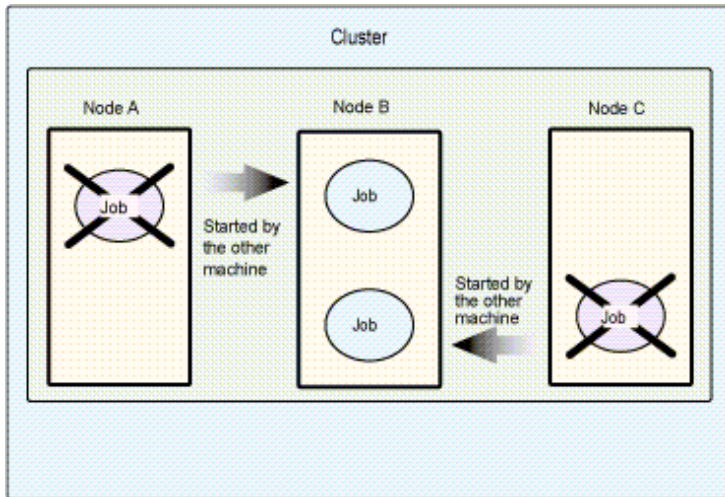 Cluster
Node A
Node B
Node C
Job
Job
Started by
the other
machine
Job
Started by
the other
machine
Job